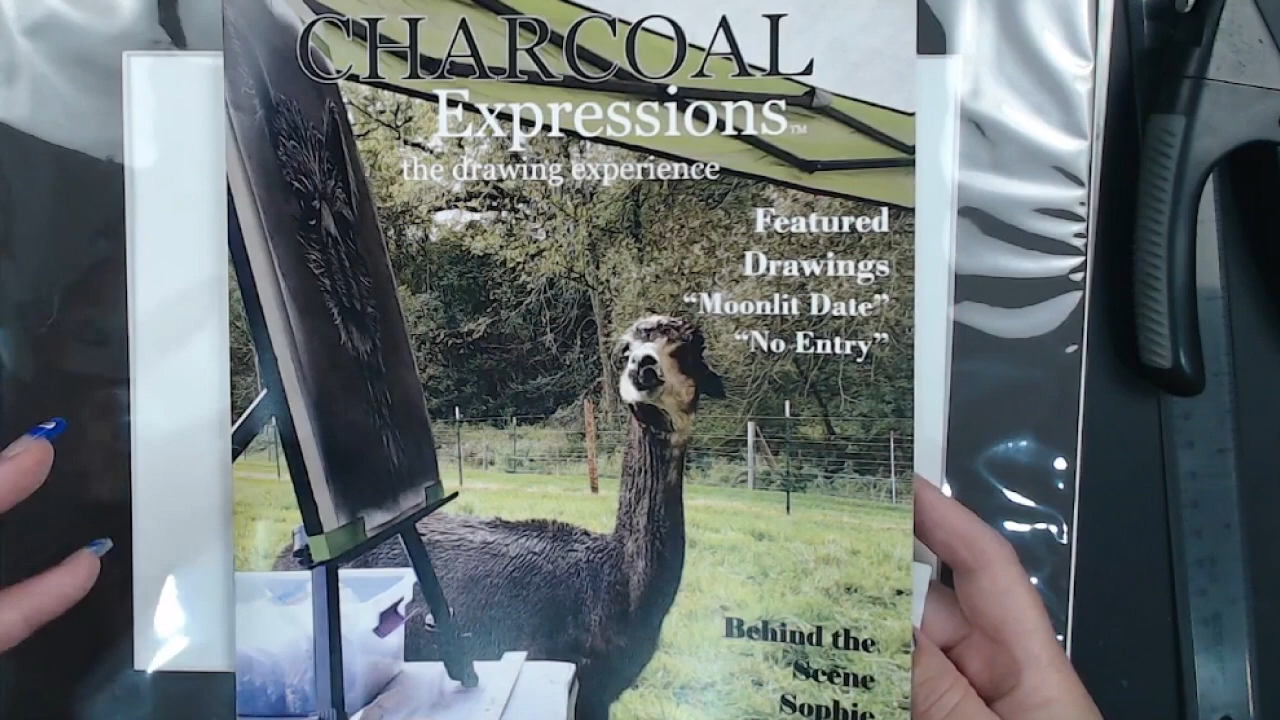 CHARCOAL
Expressions™
the drawing experience
Featured
Drawings
“Moonlit Date”
“No Entry”
Behind the
Scene
Sophie